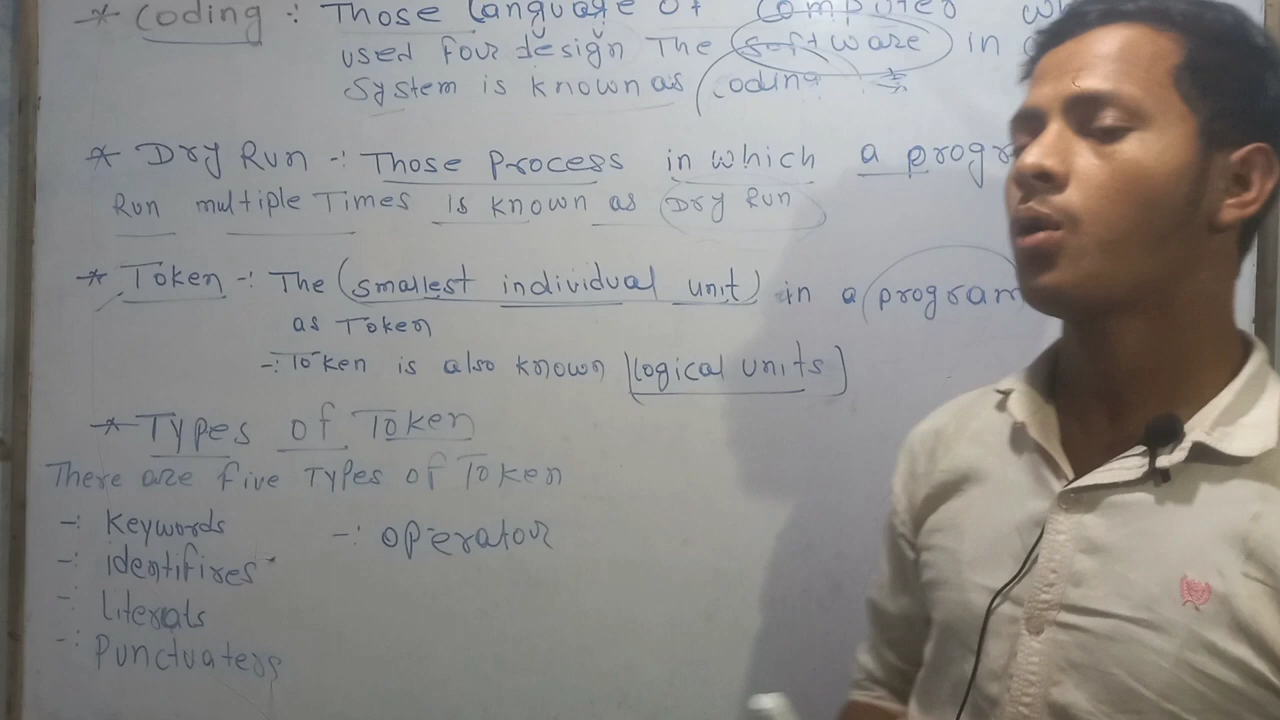 * Coding : Those language of computer
used four design The software in
System is known as coding
* Dry Run -: Those Process in which a progr
Run multiple Times is known as Dry Run
* Token -: The (smallest individual unit) in a program
as Token
-: Token is also known (logical units)
* Types of Token
There are five Types of Token
-: Keywords
-: identifires
-: literals
-: Punctuaters
-: operatour